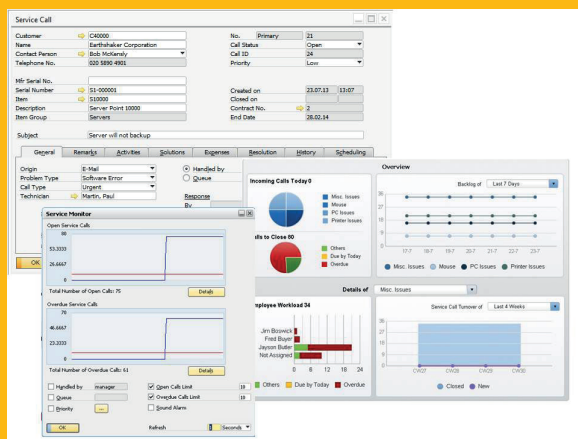 Service Call
Customer C40000 No. Primary 21
Name Earthshaker Corporation Call Status Open
Contact Person Bob McKensly Call ID 24
Telephone No. 020 5890 4901 Priority Low
Mfr Serial No.
Serial Number S1-000001 Created on 23.07.13 13:07
Item S10000 Closed on
Description Server Point 10000 Contract No. 2
Item Group Servers End Date 28.02.14
Subject Server will not backup
General Remarks Activities Solutions Expenses Resolution History Scheduling
Origin E-Mail Handled by
Problem Type Software Error Queue
Call Type Urgent
Technician Martin, Paul Response
By
OK
Overview
Incoming Calls Today 0
Misc. Issues
Mouse
PC Issues
Printer Issues
Backlog of Last 7 Days
36
27
18
9
0
17-7 18-7 19-7 20-7 21-7 22-7 23-7
Misc. Issues Mouse PC Issues Printer Issues
alls to Close 60
Others
Due by Today
Overdue
Details of Misc. Issues
mployee Workload 34
Jim Boswick
Fred Buyer
Jayson Butler
Not Assigned
0 6 12 18 24
Others Due by Today Overdue
Service Call Turnover of Last 4 Weeks
36
27
18
9
0
CW27 CW28 CW29 CW30
Closed New
Service Monitor
Open Service Calls
80
53.3333
26.6667
0
Total Number of Open Calls: 75 Details
Overdue Service Calls
70
46.6667
23.3333
0
Total Number of Overdue Calls: 61 Details
Handled by manager Open Calls Limit 10
Queue Overdue Calls Limit 10
Priority ... Sound Alarm
OK Refresh Seconds